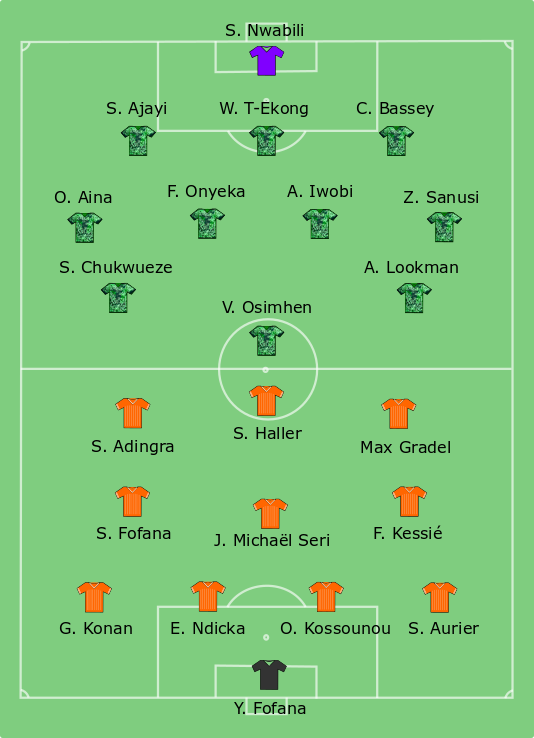 S. Nwabili
S. Ajayi
W. T-Ekong
C. Bassey
O. Aina
F. Onyeka
A. Iwobi
Z. Sanusi
S. Chukwueze
A. Lookman
V. Osimhen
S. Adingra
S. Haller
Max Gradel
S. Fofana
J. Michaël Seri
F. Kessié
G. Konan
E. Ndicka
O. Kossounou
S. Aurier
Y. Fofana